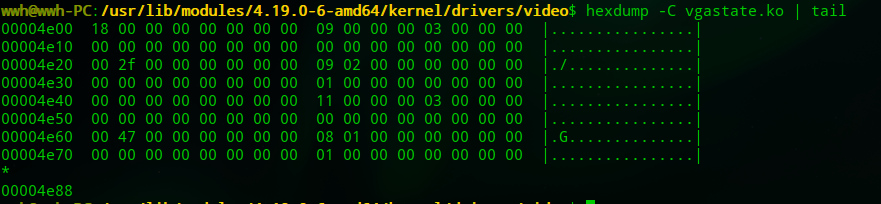 wwh@wwh-PC:/usr/lib/modules/4.19.0-6-amd64/kernel/drivers/video$ hexdump -C vgastate.ko | tail
00004e00  18 00 00 00 00 00 00 00  09 00 00 00 03 00 00 00  |................|
00004e10  00 00 00 00 00 00 00 00  00 00 00 00 00 00 00 00  |................|
00004e20  00 2f 00 00 00 00 00 00  09 02 00 00 00 00 00 00  |./..............|
00004e30  00 00 00 00 00 00 00 00  01 00 00 00 00 00 00 00  |................|
00004e40  00 00 00 00 00 00 00 00  11 00 00 00 03 00 00 00  |................|
00004e50  00 00 00 00 00 00 00 00  00 00 00 00 00 00 00 00  |................|
00004e60  00 47 00 00 00 00 00 00  08 01 00 00 00 00 00 00  |.G..............|
00004e70  00 00 00 00 00 00 00 00  01 00 00 00 00 00 00 00  |................|
*
00004e88